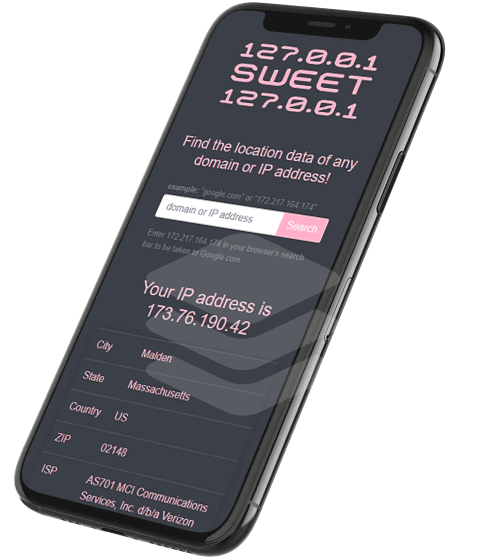 127.0.0.1
SWEET
127.0.0.1
Find the location data of any
domain or IP address!
example: "google.com" or "172.217.164.174"
domain or IP address
Search
Enter 172.217.164.174 in your browser's search
bar to be taken to Google.com
Your IP address is
173.76.190.42
City Malden
State Massachusetts
Country US
ZIP 02148
ISP AS701 MCI Communications
Services, Inc. d/b/a Verizon